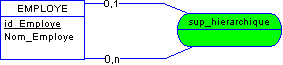 EMPLOYE
0,1
sup_hierarchique
id_Employe
Nom_Employe
0,n